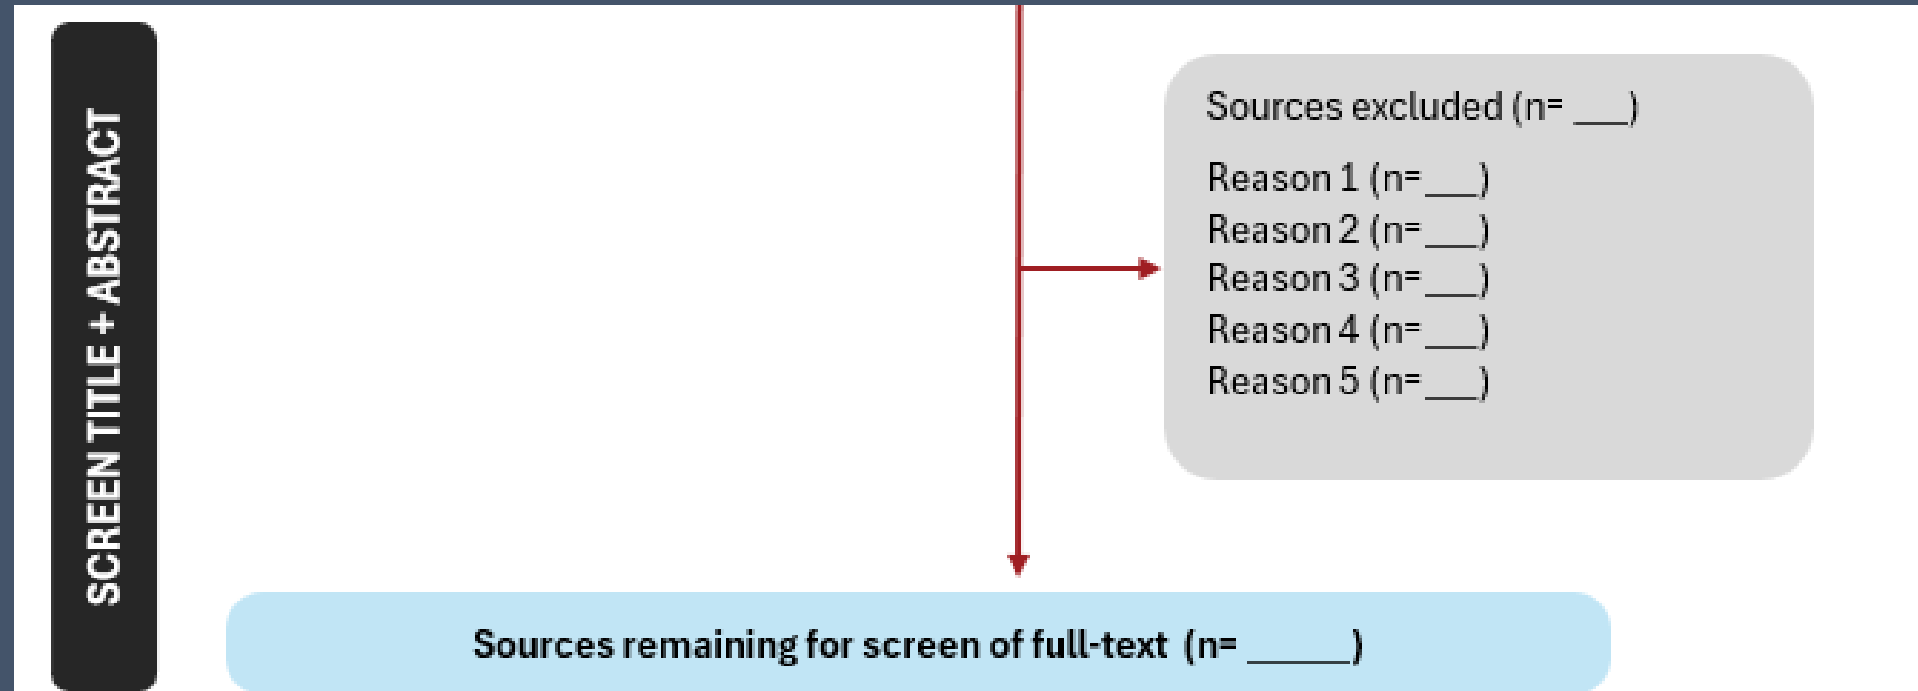 SCREEN TITLE + ABSTRACT
Sources excluded (n= ___)
Reason 1 (n=___)
Reason 2 (n=___)
Reason 3 (n=___)
Reason 4 (n=___)
Reason 5 (n=___)
Sources remaining for screen of full-text (n= ______)